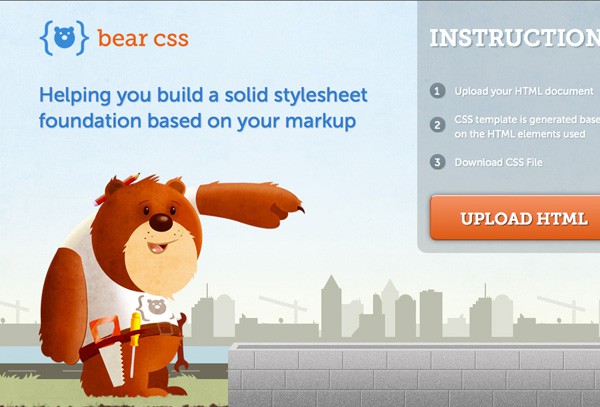 bear css
Helping you build a solid stylesheet
foundation based on your markup
INSTRUCTION
1 Upload your HTML document
2 CSS template is generated base
on the HTML elements used
3 Download CSS File
UPLOAD HTML